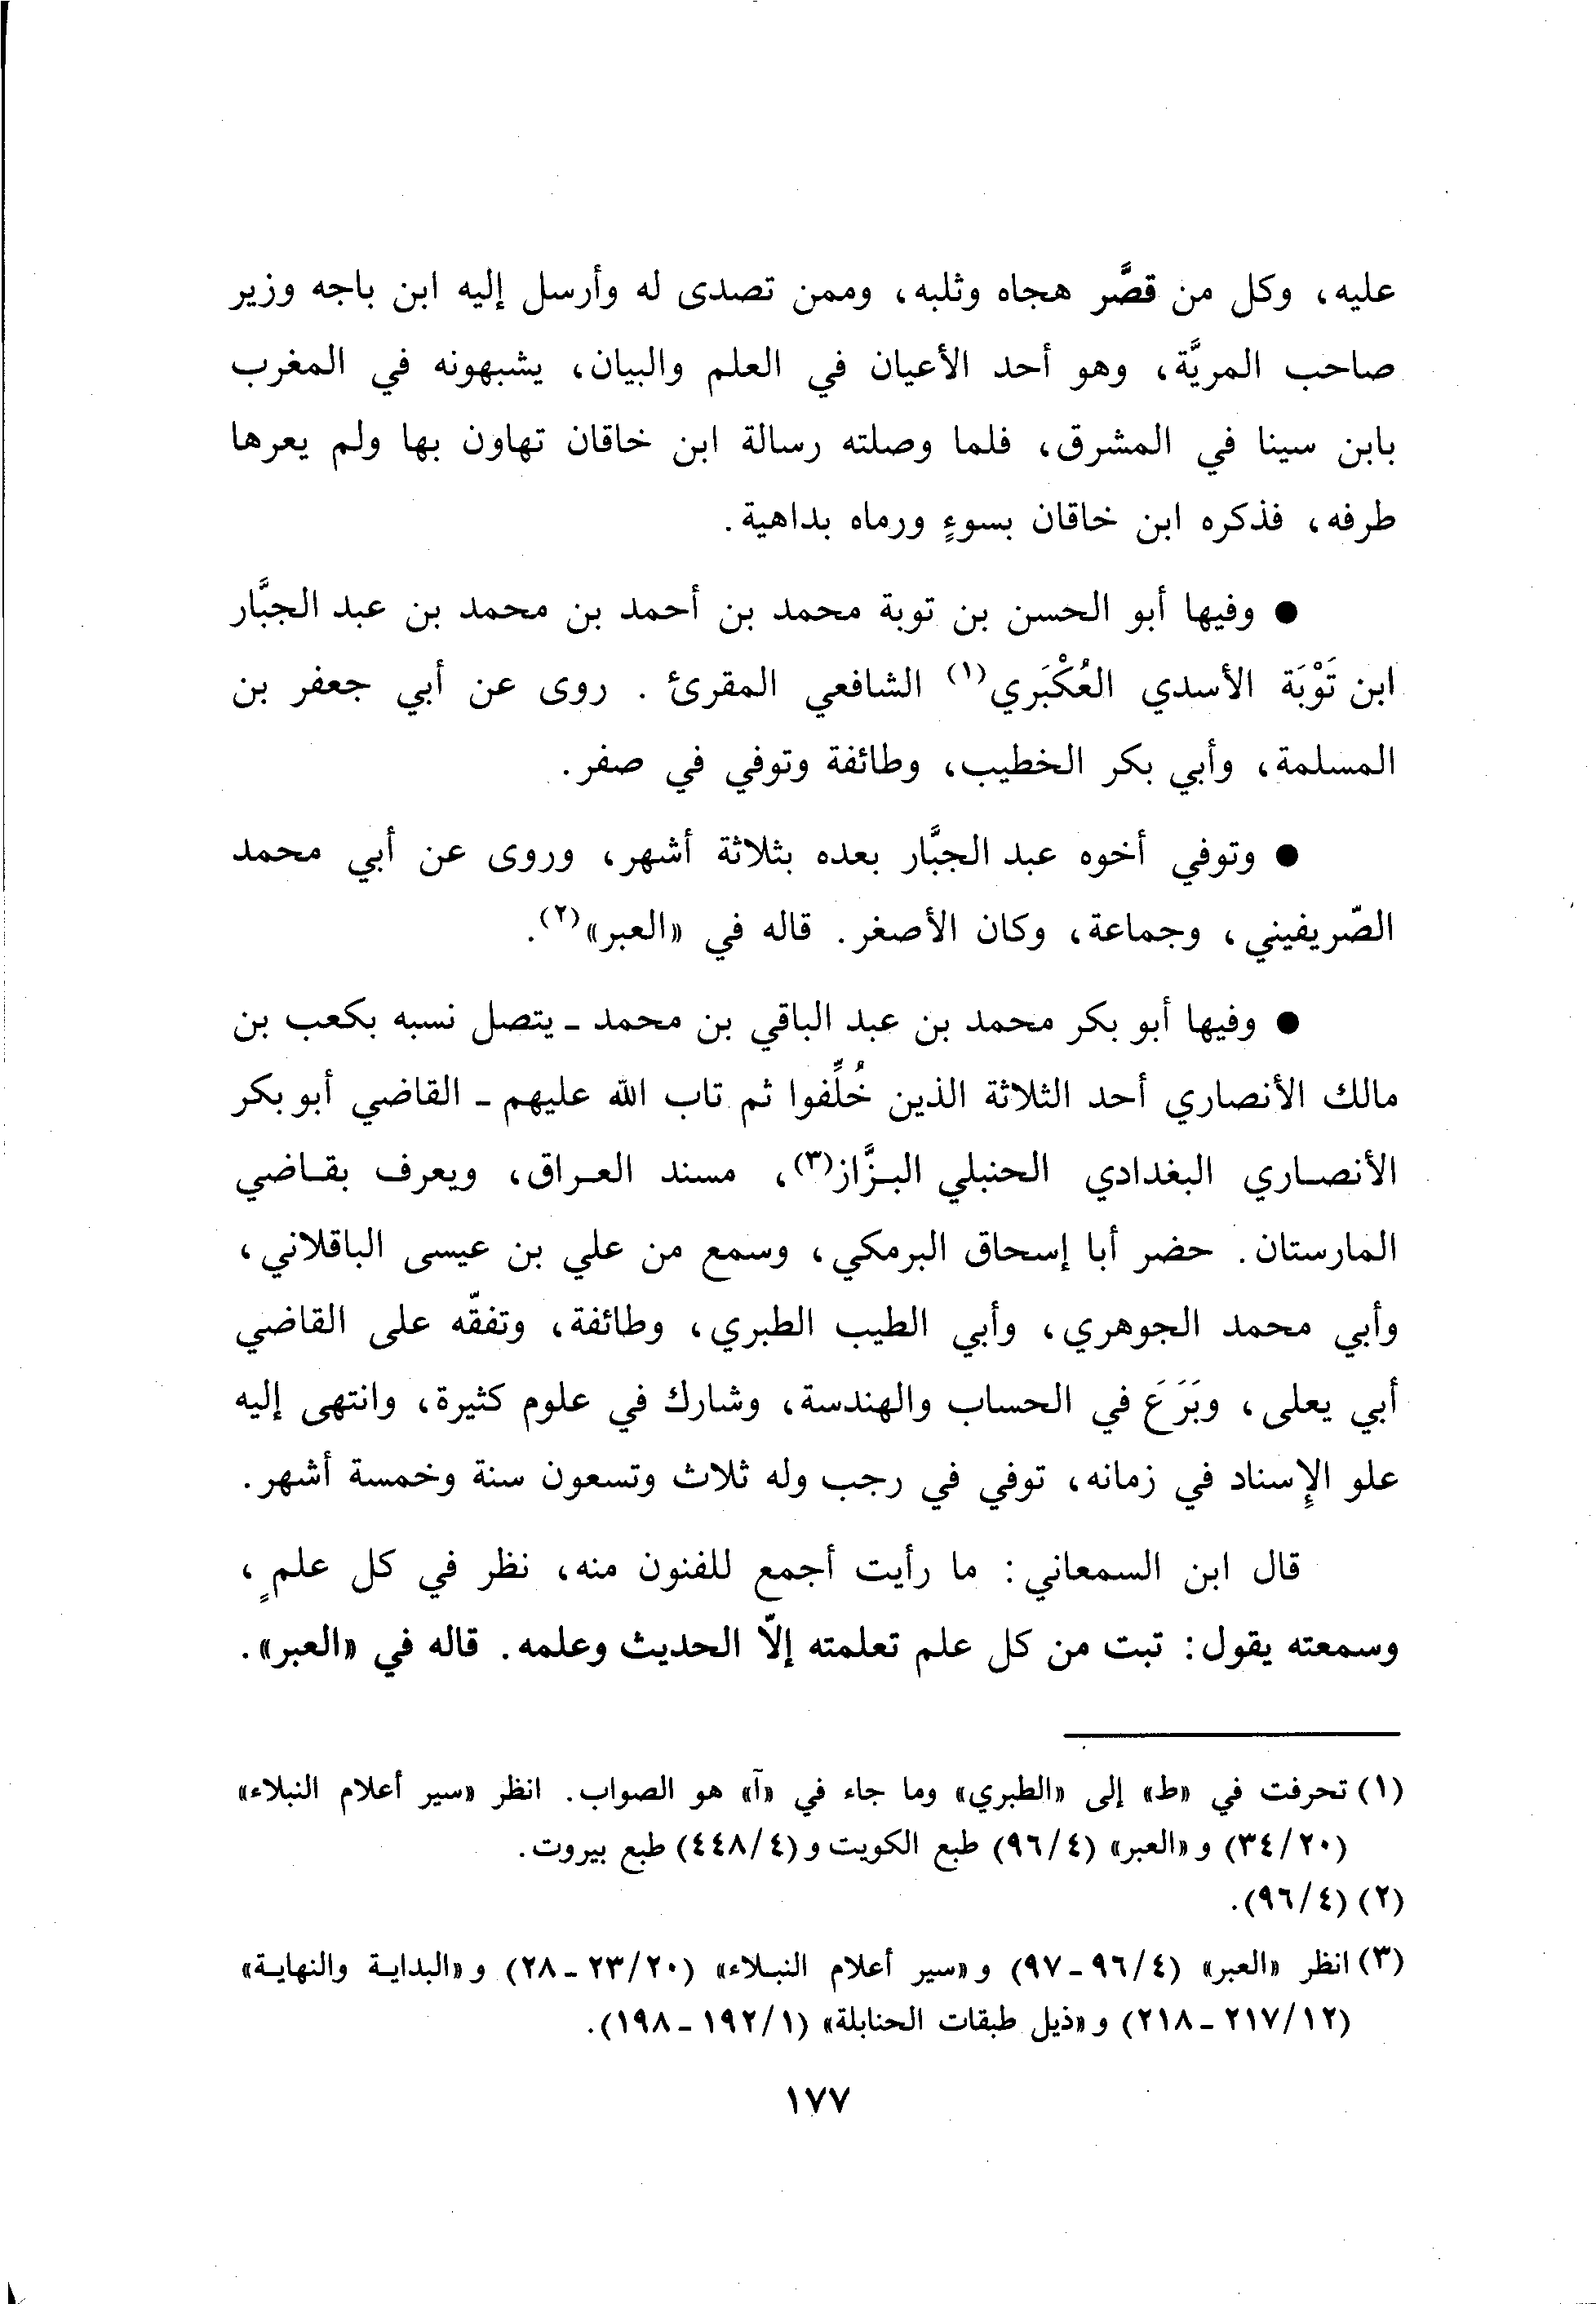 عليه، وكل من قصَّر هجاه وثلبه، وممن تصدى له وأرسل إليه ابن باجه وزير
صاحب المريَّة، وهو أحد الأعيان في العلم والبيان، يشبهونه في المغرب
بابن سينا في المشرق، فلما وصلته رسالة ابن خاقان تهاون بها ولم يعرها
طرفه، فذكره ابن خاقان بسوءٍ ورماه بداهية.
● وفيها أبو الحسن بن توبة محمد بن أحمد بن محمد بن عبد الجبَّار
ابن تَوْبَة الأسدي العُكْبَري(١) الشافعي المقرئ. روى عن أبي جعفر بن
المسلمة، وأبي بكر الخطيب، وطائفة وتوفي في صفر.
● وتوفي أخوه عبد الجبَّار بعده بثلاثة أشهر، وروى عن أبي محمد
الصّريفيني، وجماعة، وكان الأصغر. قاله في «العبر»(٢).
● وفيها أبو بكر محمد بن عبد الباقي بن محمد - يتصل نسبه بكعب بن
مالك الأنصاري أحد الثلاثة الذين خُلِّفوا ثم تاب الله عليهم - القاضي أبو بكر
الأنصاري البغدادي الحنبلي البزَّاز(٣)، مسند العراق، ويعرف بقاضي
المارستان. حضر أبا إسحاق البرمكي، وسمع من علي بن عيسى الباقلاني،
وأبي محمد الجوهري، وأبي الطيب الطبري، وطائفة، وتفقّه على القاضي
أبي يعلى، وبَرَعَ في الحساب والهندسة، وشارك في علوم كثيرة، وانتهى إليه
علو الإسناد في زمانه، توفي في رجب وله ثلاث وتسعون سنة وخمسة أشهر.
قال ابن السمعاني: ما رأيت أجمع للفنون منه، نظر في كل علمٍ،
وسمعته يقول: تبت من كل علم تعلمته إلاّ الحديث وعلمه. قاله في «العبر».
(١) تحرفت في «ط» إلى «الطبري» وما جاء في «آ» هو الصواب. انظر «سير أعلام النبلاء»
(٣٤/٢٠) و«العبر» (٩٦/٤) طبع الكويت و(٤٤٨/٤) طبع بيروت.
(٢) (٩٦/٤).
(٣) انظر «العبر» (٩٦/٤ - ٩٧) و«سير أعلام النبلاء» (٢٣/٢٠ - ٢٨) و«البداية والنهاية»
(٢١٧/١٢ - ٢١٨) و«ذيل طبقات الحنابلة» (١٩٢/١ - ١٩٨).
١٧٧